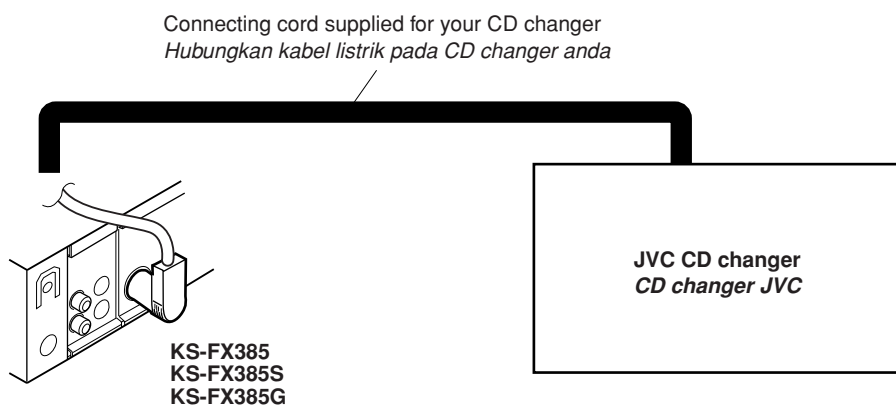 Connecting cord supplied for your CD changer
Hubungkan kabel listrik pada CD changer anda
JVC CD changer
CD changer JVC
KS-FX385
KS-FX385S
KS-FX385G